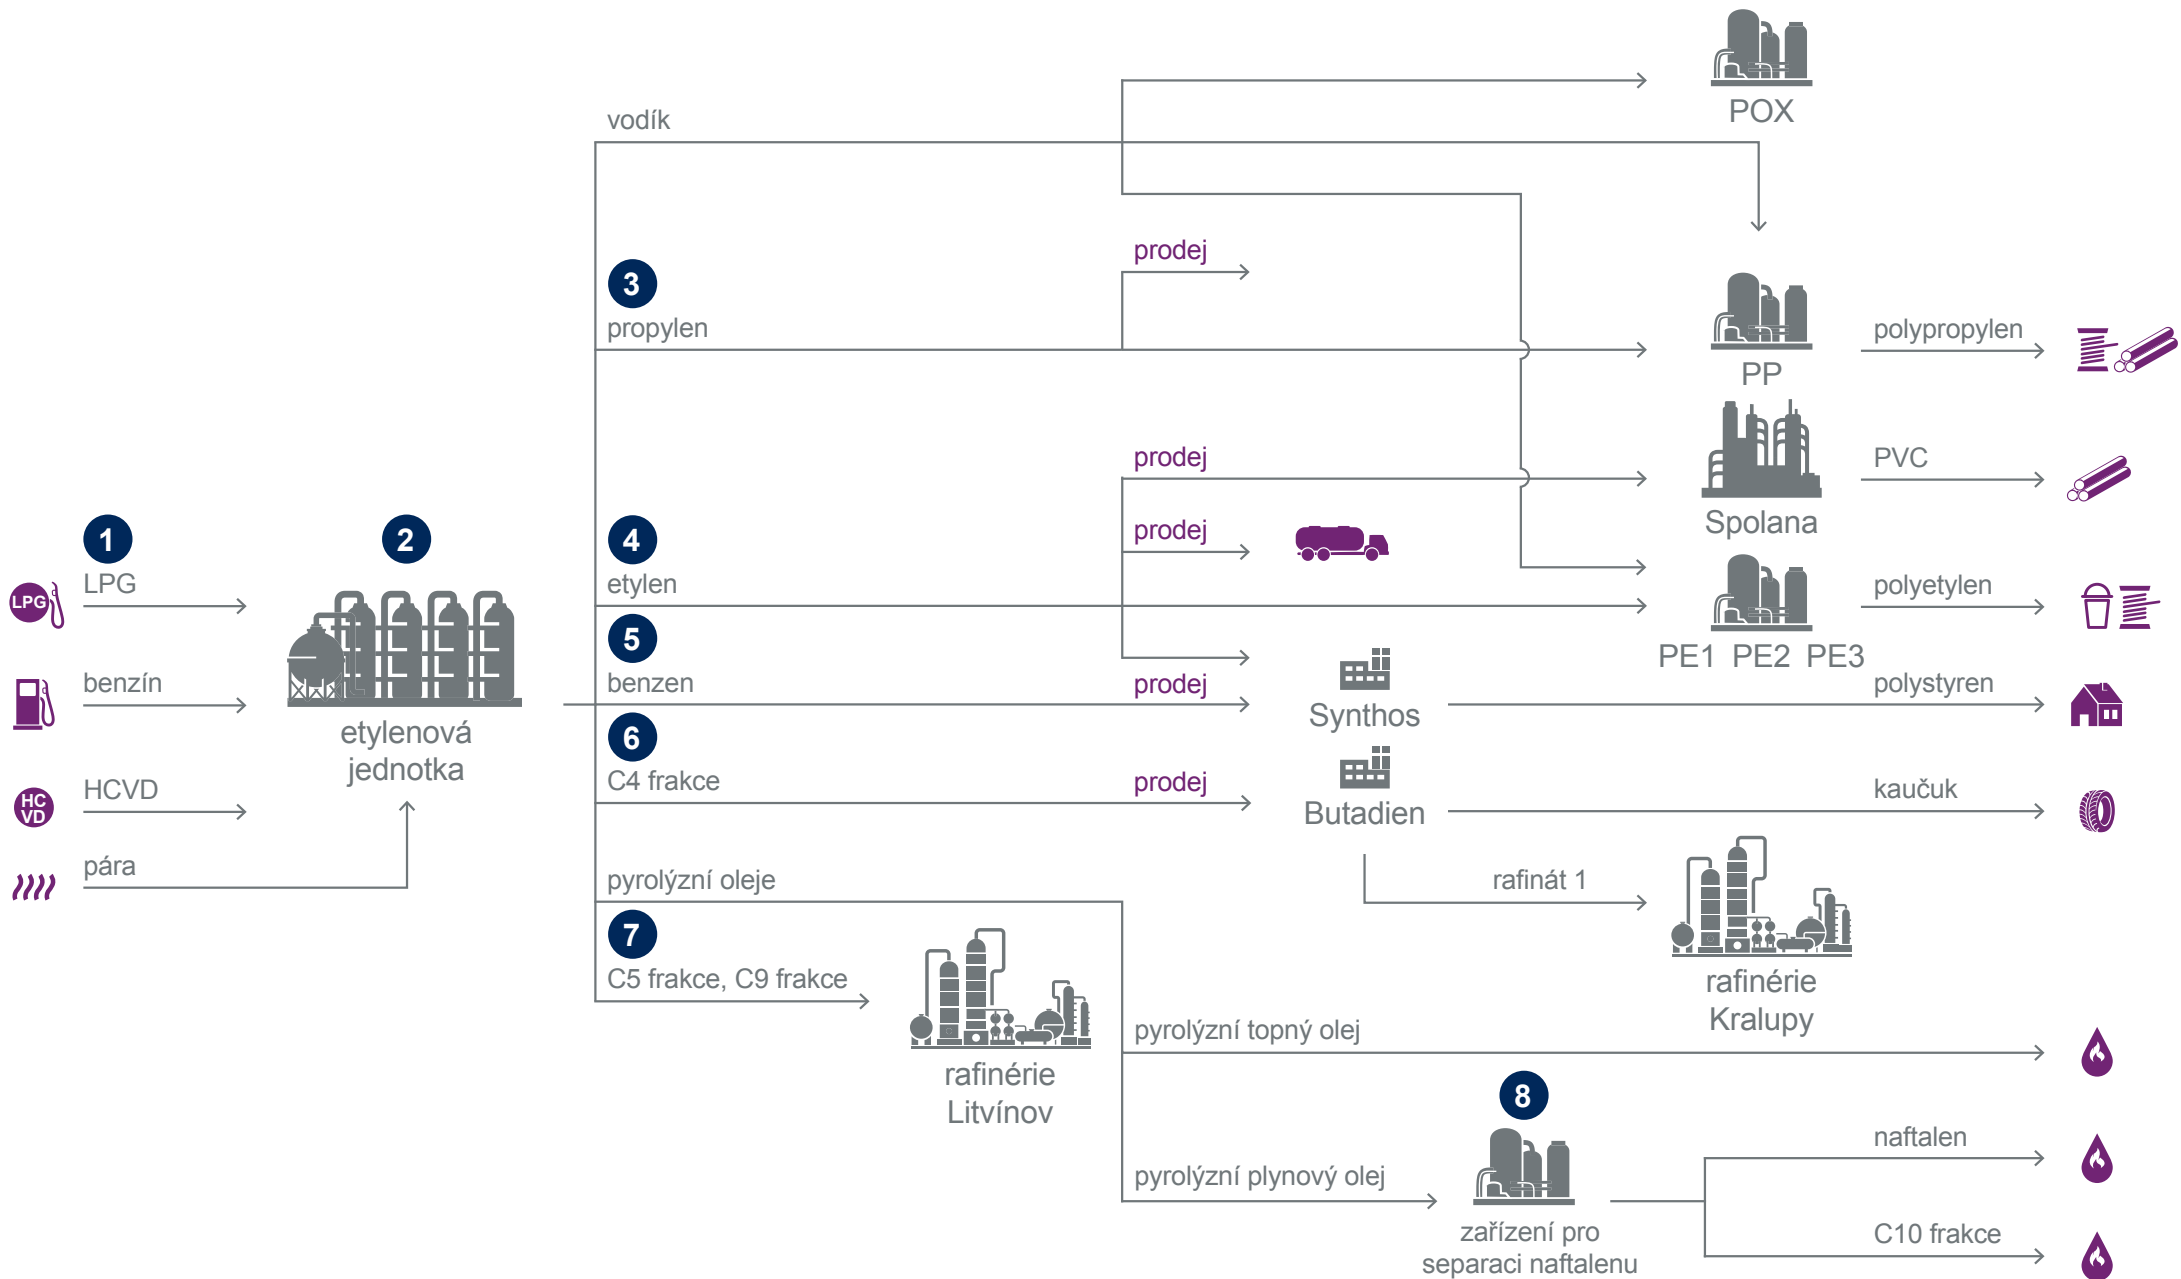 POX
vodík
prodej
3
propylen
polypropylen
PP
prodej
PVC
Spolana
1
2
4
prodej
LPG
LPG
etylen
polyetylen
PE1 PE2 PE3
5
benzín
benzen
prodej
polystyren
Synthos
etylenová
jednotka
6
C4 frakce
prodej
Butadien
kaučuk
HC
VD
HCVD
pára
pyrolýzní oleje
rafinát 1
7
C5 frakce, C9 frakce
rafinérie
Kralupy
rafinérie
Litvínov
pyrolýzní topný olej
8
pyrolýzní plynový olej
naftalen
zařízení pro
separaci naftalenu
C10 frakce